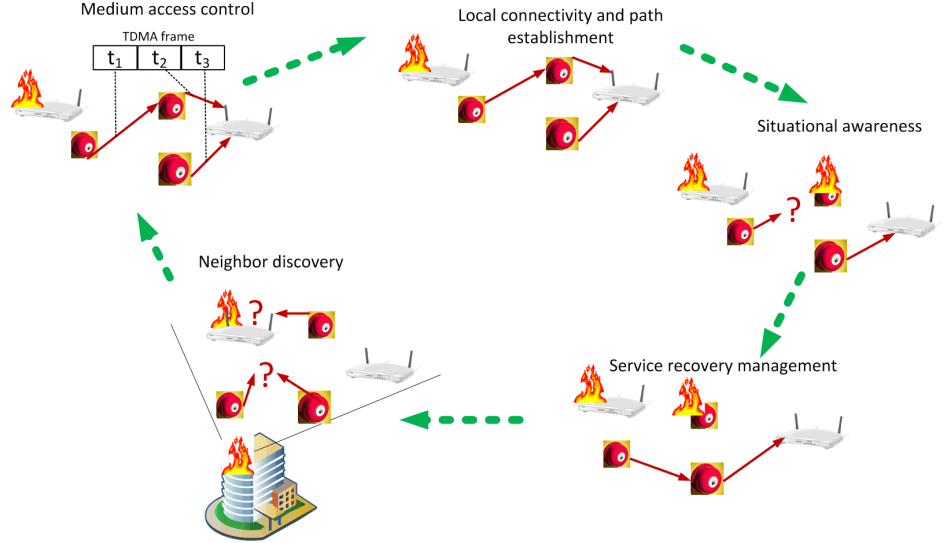 Medium access control
TDMA frame
t1 t2 t3
Local connectivity and path
establishment
Situational awareness
?
Neighbor discovery
?
?
Service recovery management